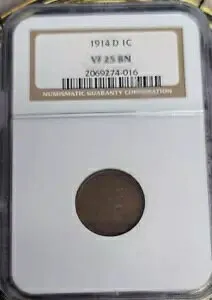 1914 D 1C
VF 25 BN
2069274-016
NUMISMATIC GUARANTY CORPORATION